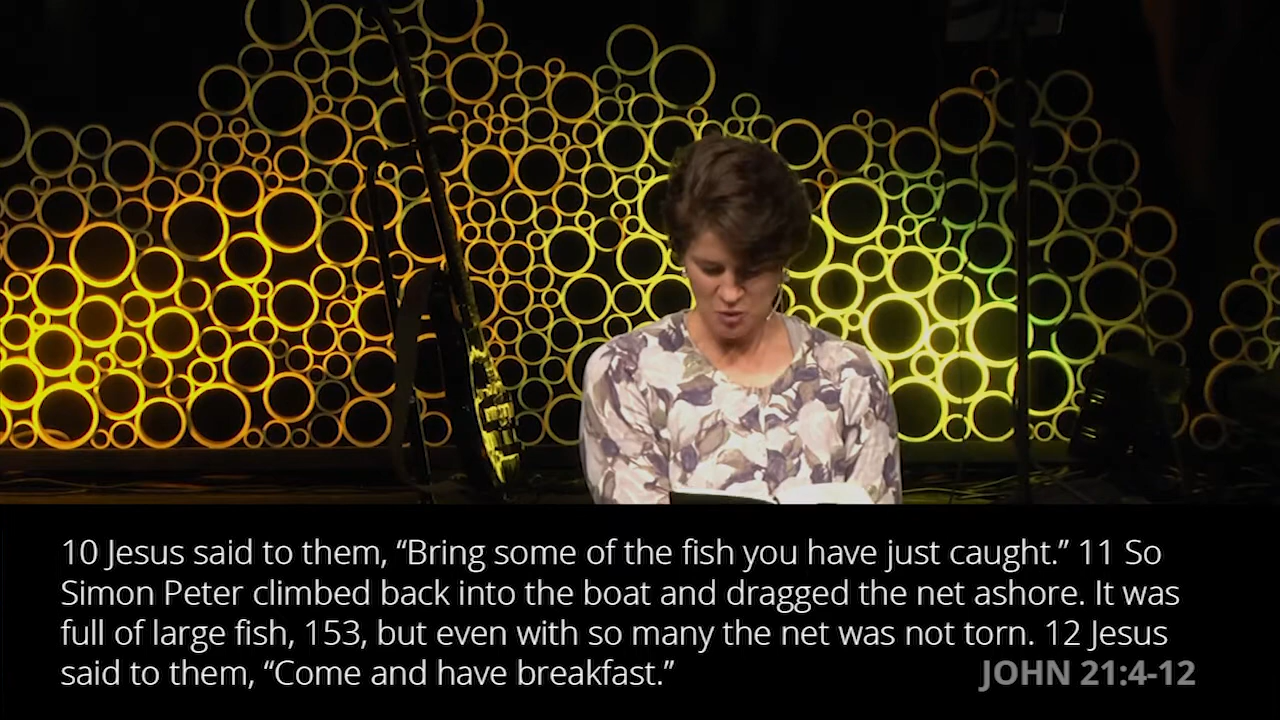 10 Jesus said to them, “Bring some of the fish you have just caught.” 11 So
Simon Peter climbed back into the boat and dragged the net ashore. It was
full of large fish, 153, but even with so many the net was not torn. 12 Jesus
said to them, “Come and have breakfast.”
JOHN 21:4-12